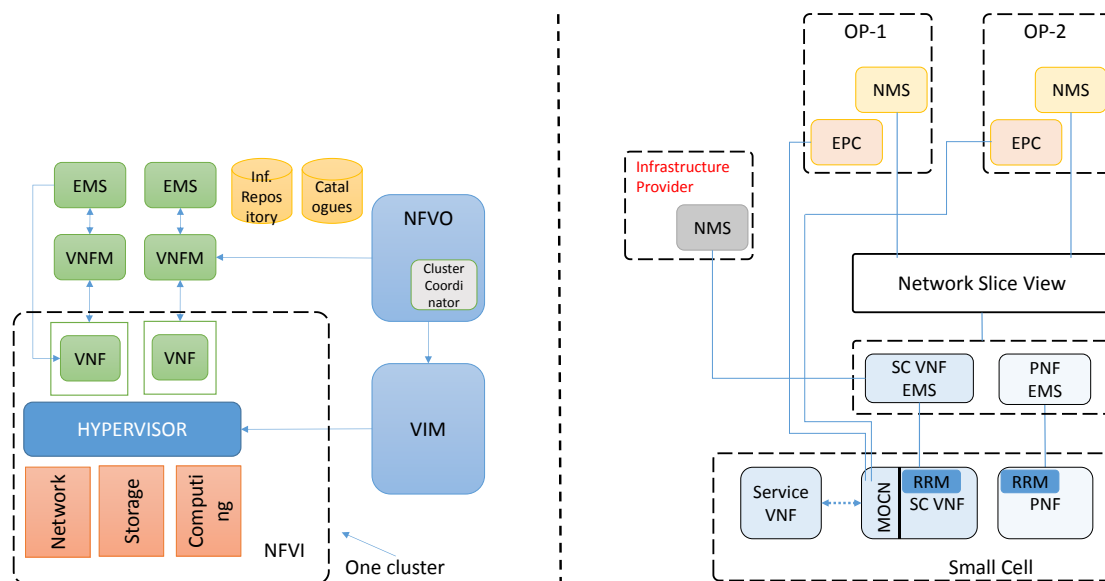 EMS
EMS
Inf.
Repos
itory
Catal
ogues
VNFM
VNFM
NFVO
Cluster
Coordi
nator
VNF
VNF
HYPERVISOR
VIM
Network
Storage
Computi
ng
NFVI
One cluster
OP-1
OP-2
NMS
NMS
EPC
EPC
Infrastructure
Provider
NMS
Network Slice View
SC VNF
EMS
PNF
EMS
Service
VNF
MOCN
RRM
SC VNF
RRM
PNF
Small Cell